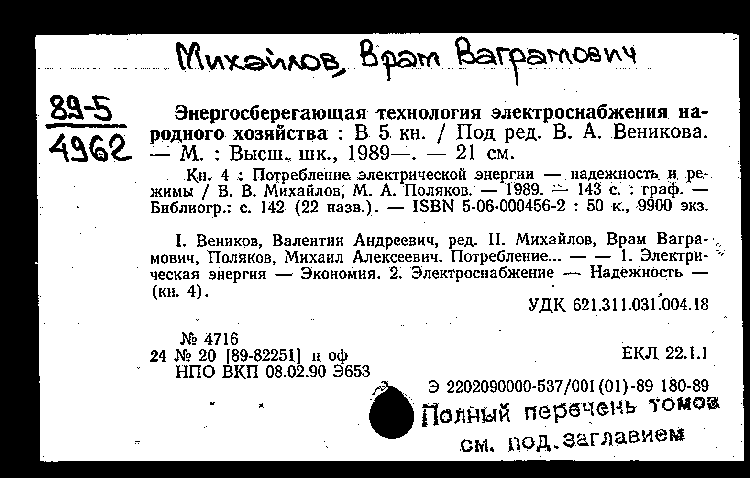 Михайлов, Врам Ваграмович
89-5
4962
Энергосберегающая технология электроснабжения на-
родного хозяйства : В 5 кн. / Под ред. В. А. Веникова.
— М. : Высш. шк., 1989—. — 21 см.
Кн. 4 : Потребление электрической энергии — надежность и ре-
жимы / В. В. Михайлов, М. А. Поляков. — 1989. — 143 с. : граф. —
Библиогр.: с. 142 (22 назв.). — ISBN 5-06-000456-2 : 50 к., 9900 экз.
I. Веников, Валентин Андреевич, ред. II. Михайлов, Врам Вагра-
мович, Поляков, Михаил Алексеевич. Потребление... — — 1. Электри-
ческая энергия — Экономия. 2. Электроснабжение — Надежность —
(кн. 4).
УДК 621.311.031.004.18
№ 4716
24 № 20 [89-82251] п оф
ЕКЛ 22.1.1
НПО ВКП 08.02.90 Э653
Э 2202090000-537/001(01)-89 180-89
Полный перечень томов
см. под заглавием